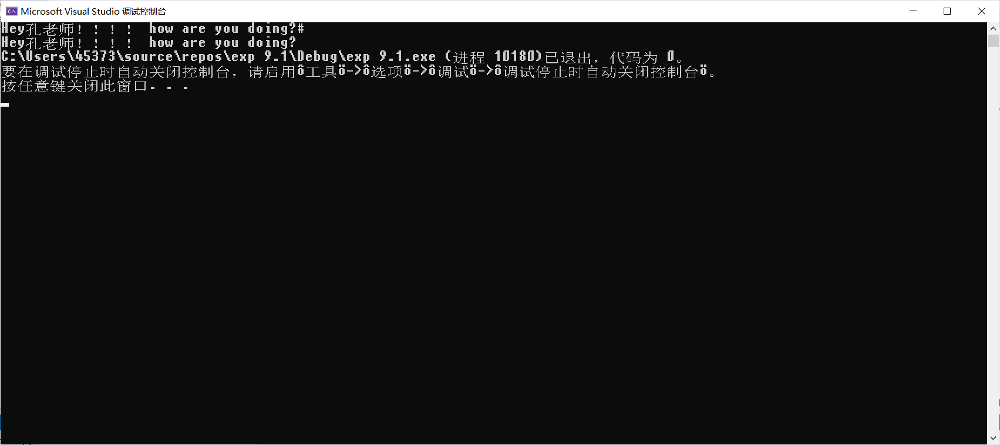 Microsoft Visual Studio 调试控制台
Hey孔老师！！！！ how are you doing?#
Hey孔老师！！！！ how are you doing?
C:\Users\45373\source\repos\exp 9.1\Debug\exp 9.1.exe (进程 10180)已退出，代码为 0。
要在调试停止时自动关闭控制台，请启用ô工具ö->ô选项ö->ô调试ö->ô调试停止时自动关闭控制台ö。
按任意键关闭此窗口. . .